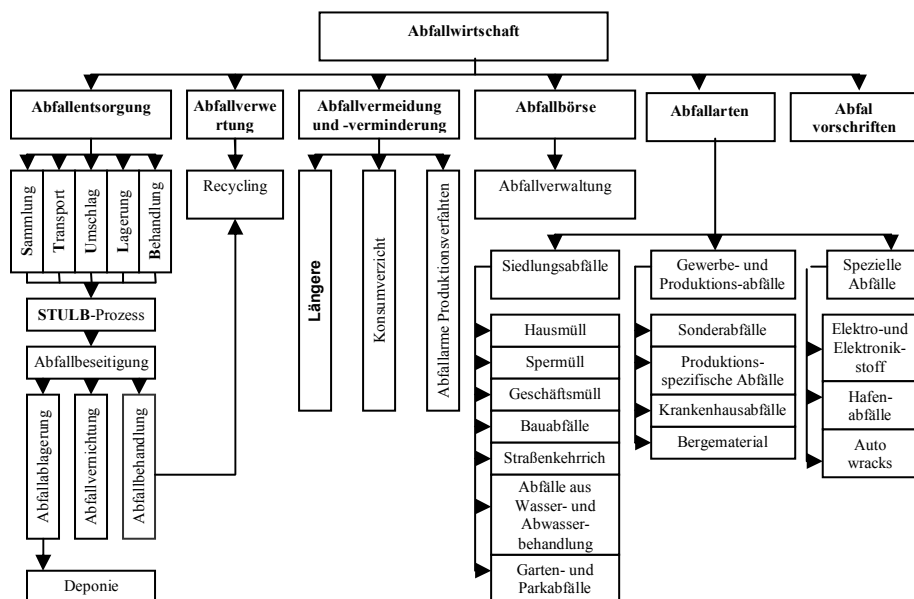 Abfallwirtschaft
Abfallentsorgung
Abfallverwe
rtung
Abfallvermeidung
und -verminderung
Abfallbörse
Abfallarten
Abfal
vorschriften
Sammlung
Transport
Umschlag
Lagerung
Behandlung
Recycling
Längere
Konsumverzicht
Abfallarme Produktionsverfahten
Abfallverwaltung
STULB-Prozess
Abfallbeseitigung
Abfallablagerung
Abfallvernichtung
Abfallbehandlung
Deponie
Siedlungsabfälle
Hausmüll
Spermüll
Geschäftsmüll
Bauabfälle
Straßenkehrrich
Abfälle aus
Wasser- und
Abwasser-
behandlung
Garten- und
Parkabfälle
Gewerbe- und
Produktions-abfälle
Sonderabfälle
Produktions-
spezifische Abfälle
Krankenhausabfälle
Bergematerial
Spezielle
Abfälle
Elektro-und
Elektronik-
stoff
Hafen-
abfälle
Auto
wracks